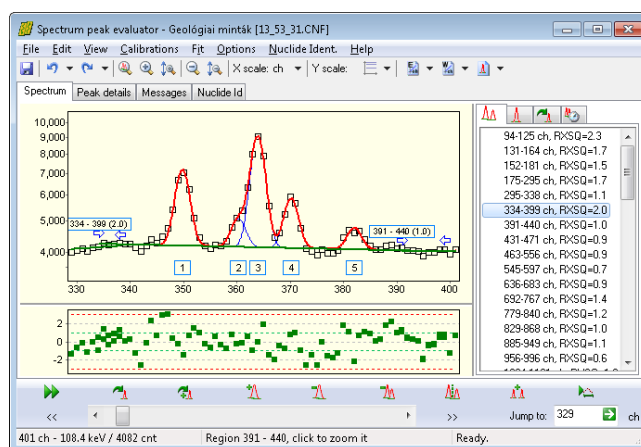 Spectrum peak evaluator - Geológiai minták [13_53_31.CNF]
File Edit View Calibrations Fit Options Nuclide Ident. Help
X scale: ch Y scale:
Spectrum Peak details Messages Nuclide Id
10,000
9,000
8,000
7,000
6,000
5,000
4,000
334 - 399 (2.0)
391 - 440 (1.0)
1 2 3 4 5
330 340 350 360 370 380 390 400
2
1
0
-2
94-125 ch, RXSQ=2.3
131-164 ch, RXSQ=1.7
152-181 ch, RXSQ=1.5
175-295 ch, RXSQ=1.7
295-338 ch, RXSQ=1.1
334-399 ch, RXSQ=2.0
391-440 ch, RXSQ=1.0
431-471 ch, RXSQ=0.9
463-556 ch, RXSQ=0.9
545-597 ch, RXSQ=0.7
636-683 ch, RXSQ=0.9
692-767 ch, RXSQ=1.4
779-840 ch, RXSQ=1.2
829-868 ch, RXSQ=1.0
885-949 ch, RXSQ=1.1
956-996 ch, RXSQ=0.6
<< >> Jump to: 329 ch
401 ch - 108.4 keV / 4082 cnt Region 391 - 440, click to zoom it Ready.